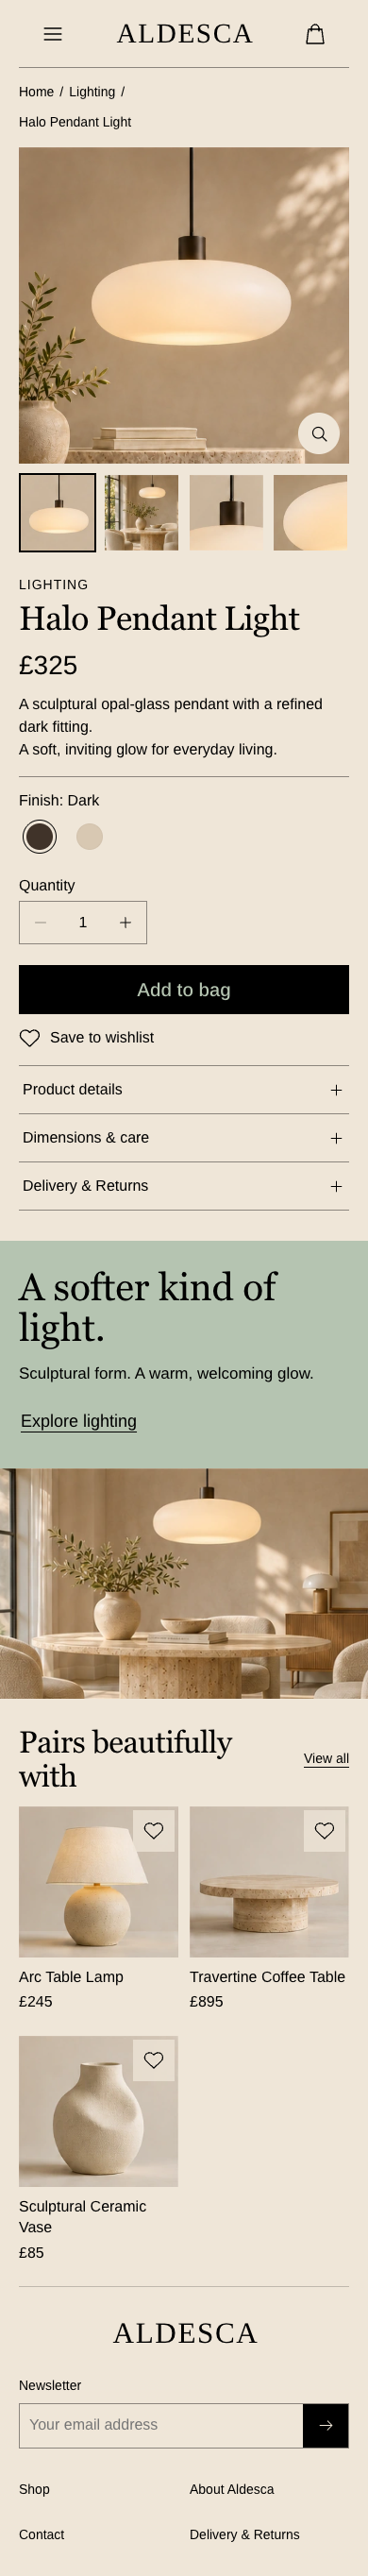 ALDESCA
Home / Lighting /
Halo Pendant Light
LIGHTING
Halo Pendant Light
£325
A sculptural opal-glass pendant with a refined
dark fitting.
A soft, inviting glow for everyday living.
Finish: Dark
Quantity
1
Add to bag
Save to wishlist
Product details
Dimensions & care
Delivery & Returns
A softer kind of
light.
Sculptural form. A warm, welcoming glow.
Explore lighting
Pairs beautifully
with
View all
Arc Table Lamp
£245
Travertine Coffee Table
£895
Sculptural Ceramic
Vase
£85
ALDESCA
Newsletter
Your email address
Shop
About Aldesca
Contact
Delivery & Returns